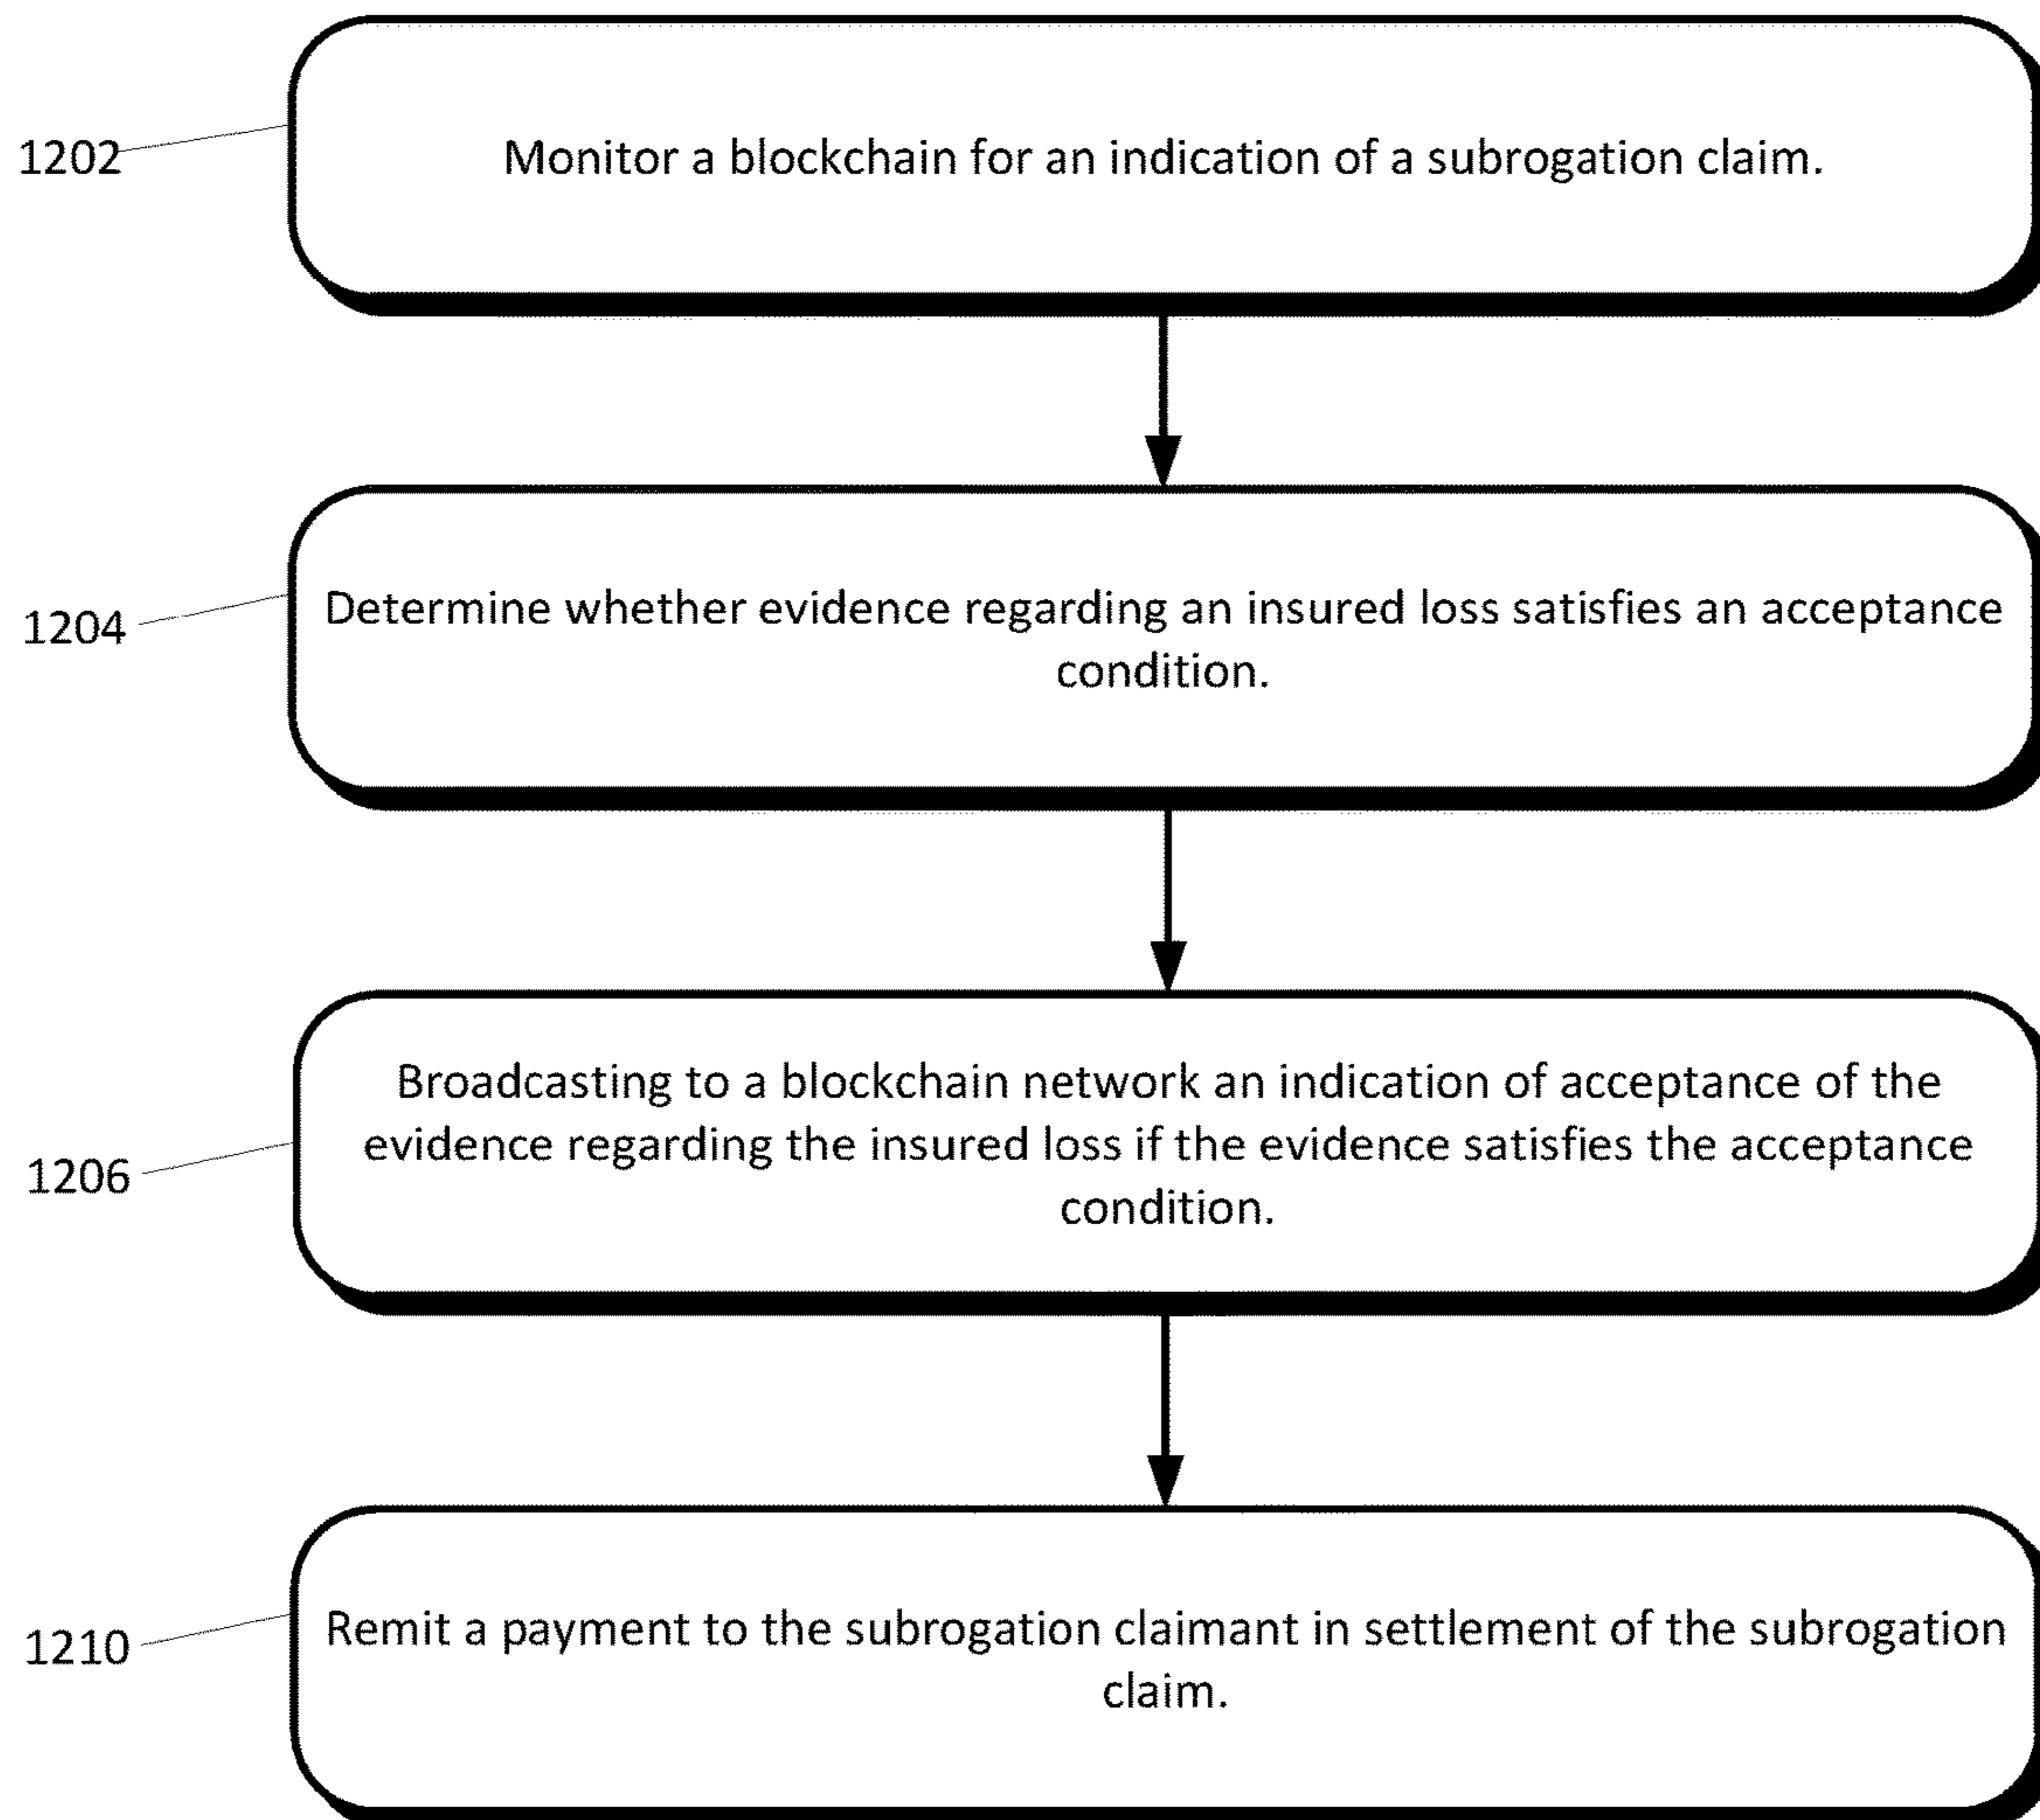 1202
Monitor a blockchain for an indication of a subrogation claim.
1204
Determine whether evidence regarding an insured loss satisfies an acceptance
condition.
1206
Broadcasting to a blockchain network an indication of acceptance of the
evidence regarding the insured loss if the evidence satisfies the acceptance
condition.
1210
Remit a payment to the subrogation claimant in settlement of the subrogation
claim.